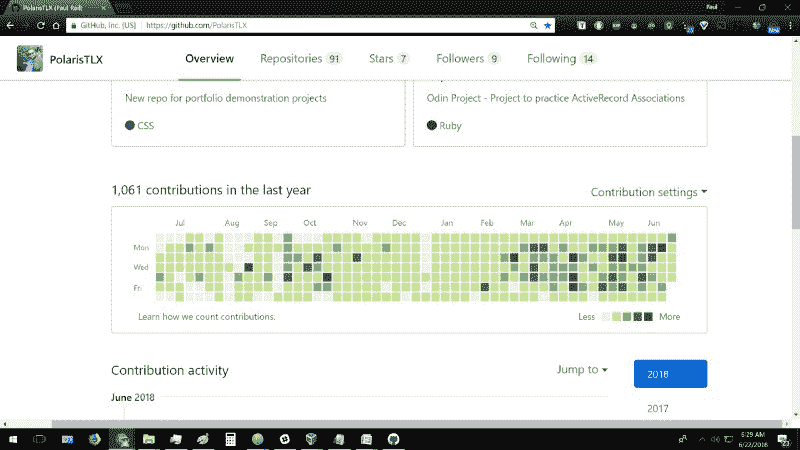 PolarisTLX (Paul Rail)
Paul
GitHub, Inc. [US] | https://github.com/PolarisTLX
New
PolarisTLX Overview Repositories 91 Stars 7 Followers 9 Following 14
New repo for portfolio demonstration projects
Odin Project - Project to practice ActiveRecord Associations
CSS
Ruby
1,061 contributions in the last year
Contribution settings
Jul Aug Sep Oct Nov Dec Jan Feb Mar Apr May Jun
Mon
Wed
Fri
Learn how we count contributions.
Less More
Contribution activity
Jump to
2018
June 2018
2017
6:29 AM
6/22/2018